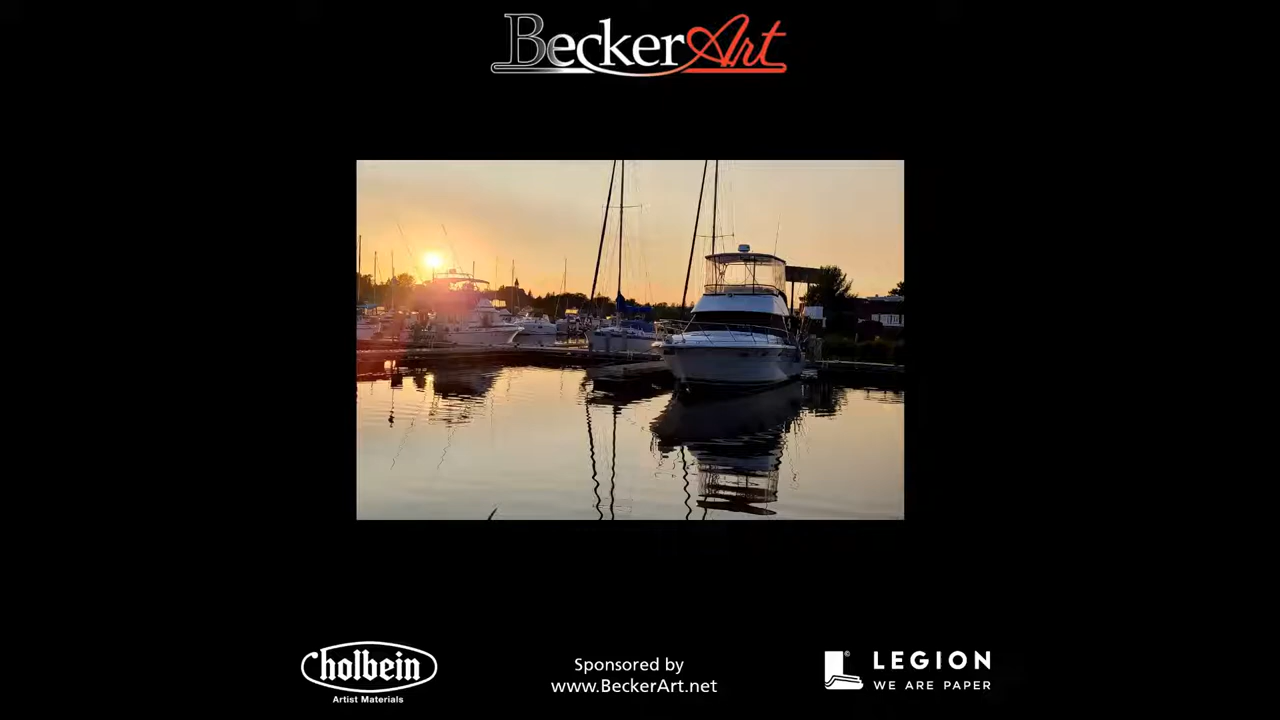 BeckerArt
holbein
Artist Materials
Sponsored by
www.BeckerArt.net
L©
LEGION
WE ARE PAPER